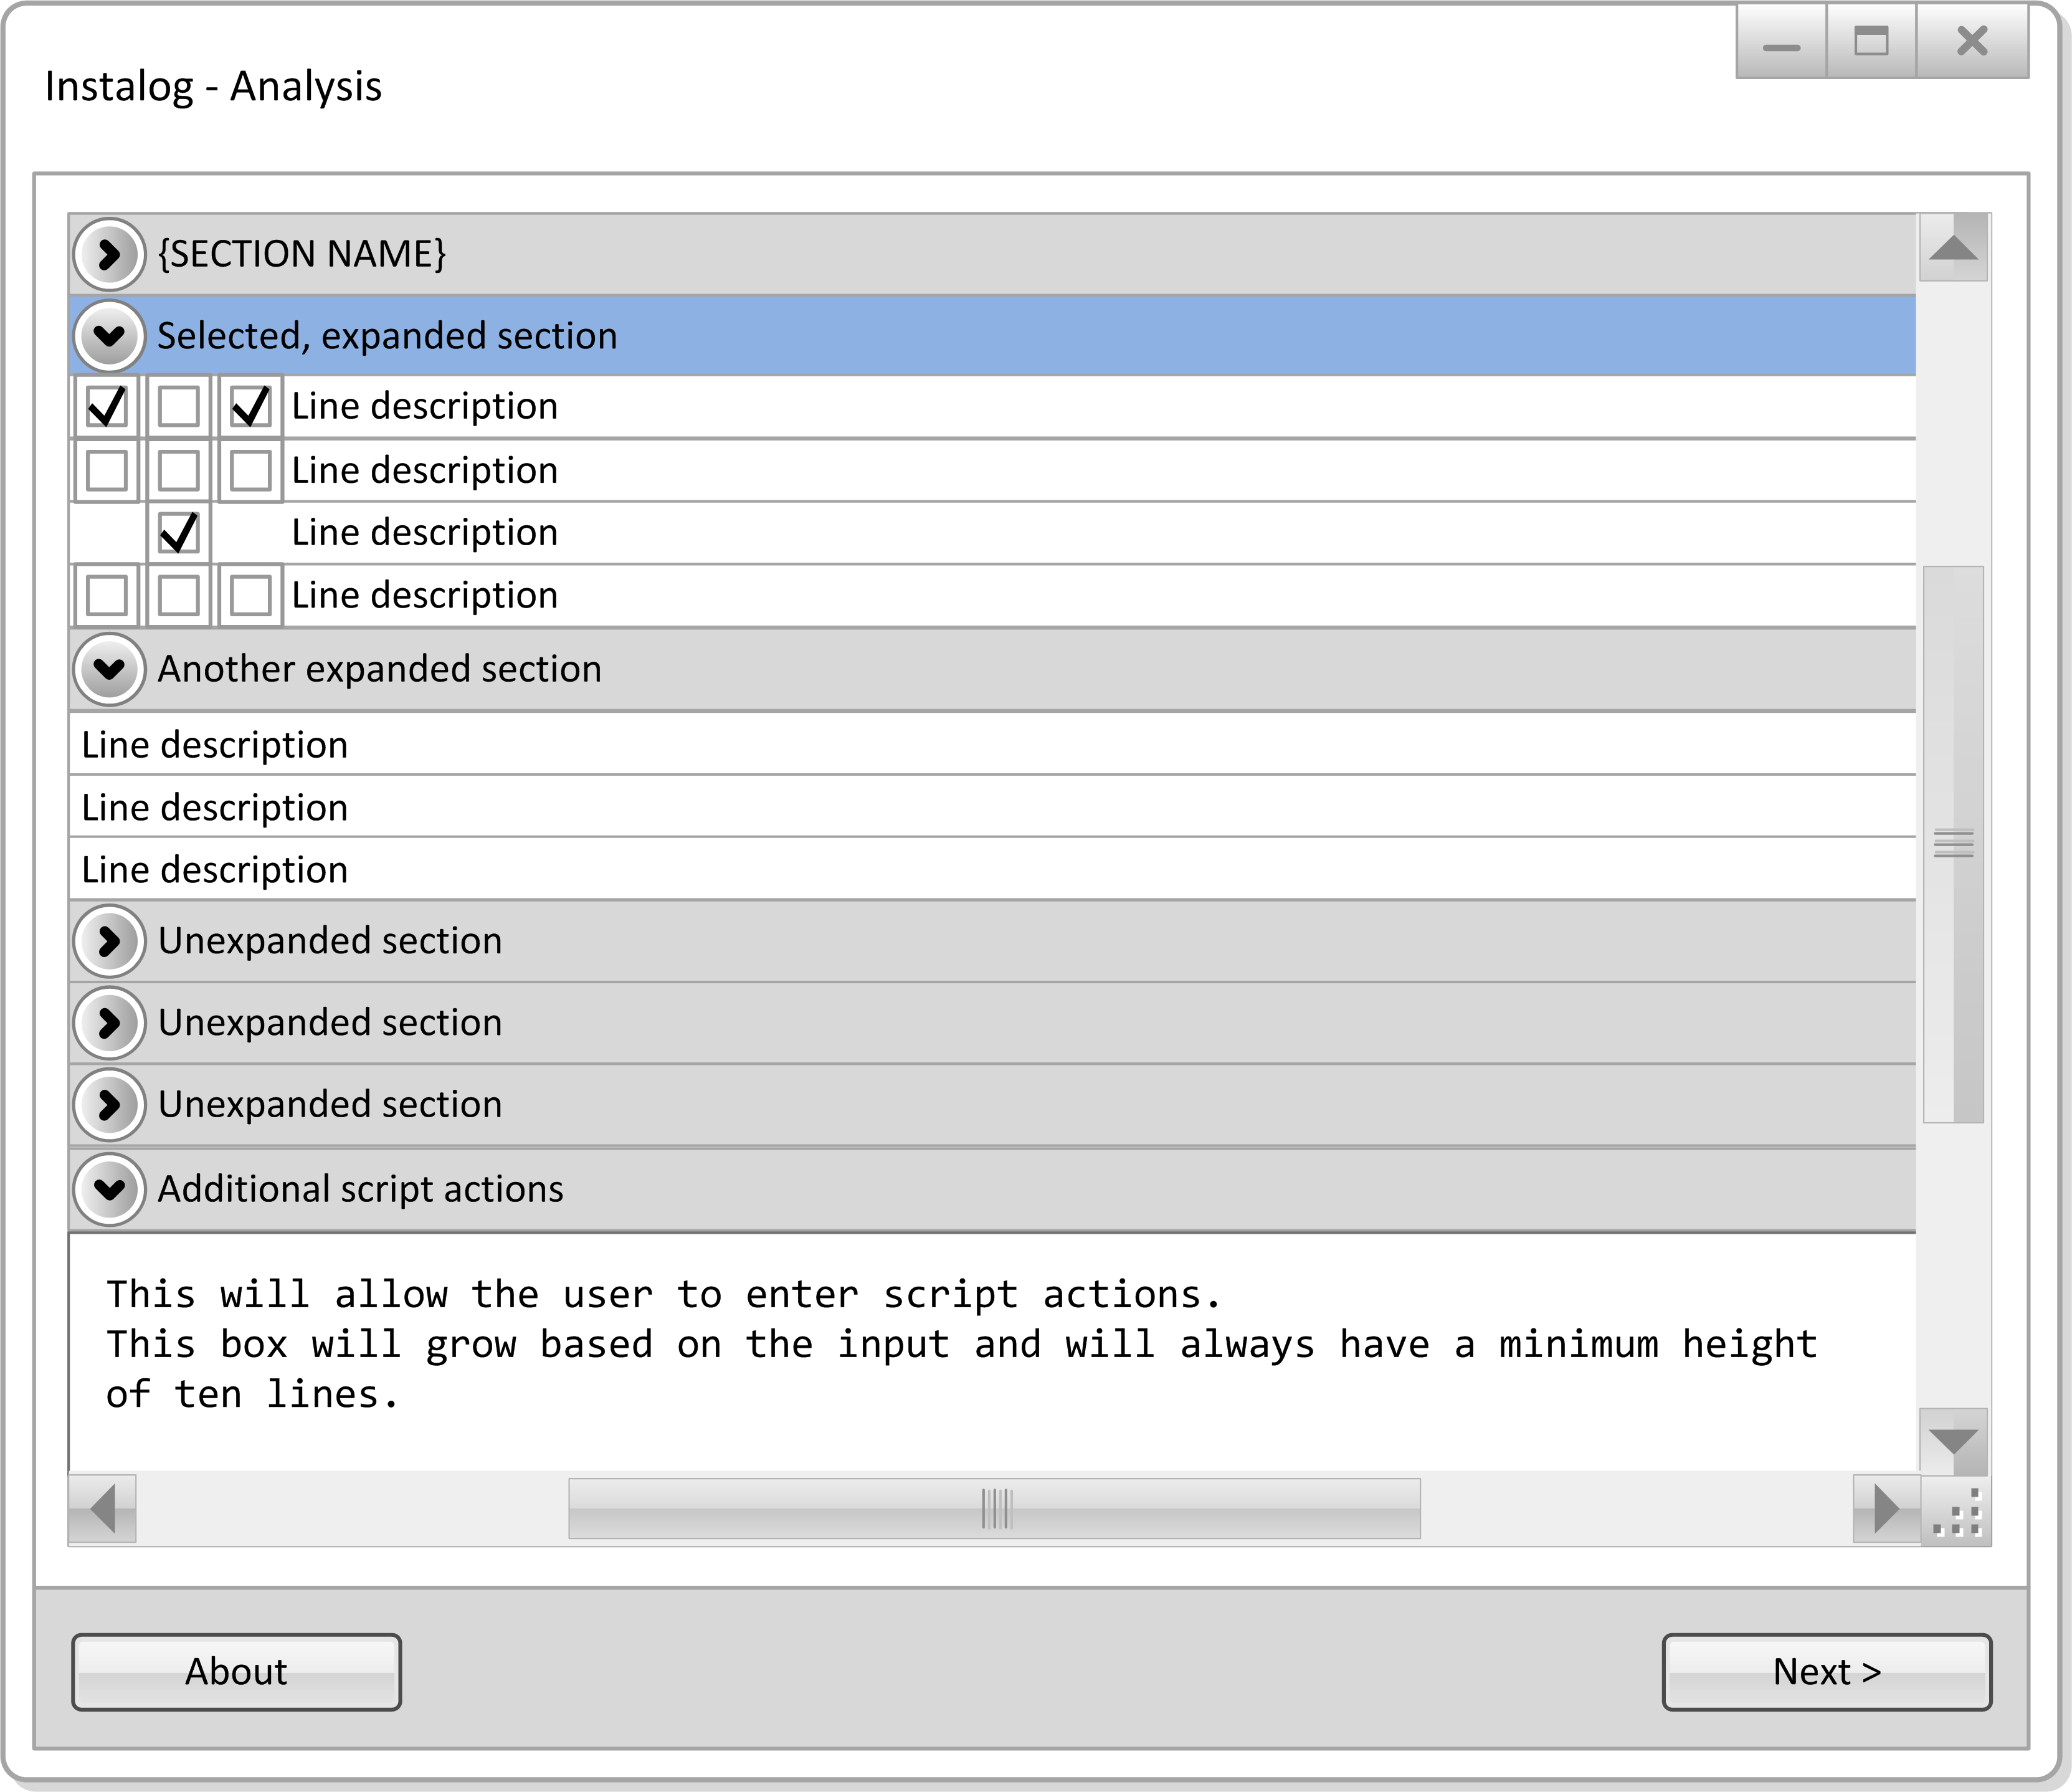 Instalog - Analysis
{SECTION NAME}
Selected, expanded section
Line description
Line description
Line description
Line description
Another expanded section
Line description
Line description
Line description
Unexpanded section
Unexpanded section
Unexpanded section
Additional script actions
This will allow the user to enter script actions.
This box will grow based on the input and will always have a minimum height
of ten lines.
About
Next >